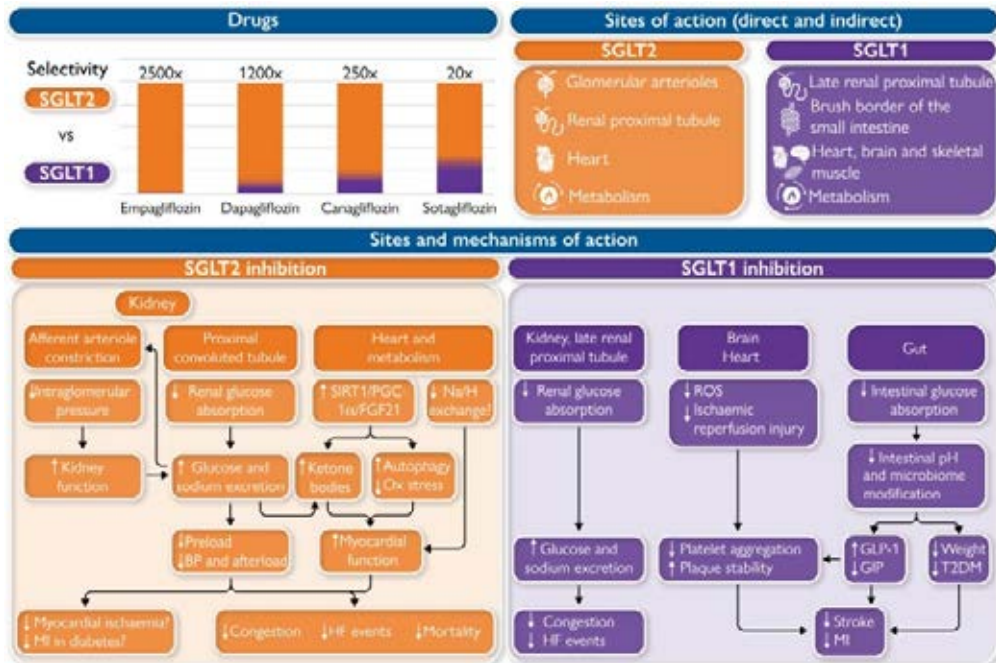 Drugs
Selectivity
2500x
1200x
250x
20x
SGLT2
vs
SGLT1
Empagliflozin
Dapagliflozin
Canagliflozin
Sotagliflozin
Sites of action (direct and indirect)
SGLT2
Glomerular arterioles
Renal proximal tubule
Heart
Metabolism
SGLT1
Late renal proximal tubule
Brush border of the
small intestine
Heart, brain and skeletal
muscle
Metabolism
Sites and mechanisms of action
SGLT2 inhibition
Kidney
Afferent arteriole
constriction
Proximal
convoluted tubule
Heart and
metabolism
↓Intraglomerular
pressure
↓ Renal glucose
absorption
↑ SIRT1/PGC
1α/FGF21
↓ Na/H
exchange?
↑ Kidney
function
↑ Glucose and
sodium excretion
↑ Ketone
bodies
↑ Autophagy
↓ Ox stress
↓Preload
↓BP and afterload
↑Myocardial
function
↓ Myocardial ischaemia?
↓ MI in diabetes?
↓Congestion
↓HF events
↓Mortality
SGLT1 inhibition
Kidney, late renal
proximal tubule
Brain
Heart
Gut
↓ Renal glucose
absorption
↓ROS
↓Ischaemic
reperfusion injury
↓ Intestinal glucose
absorption
↓ Intestinal pH
and microbiome
modification
↑ Glucose and
sodium excretion
↓ Platelet aggregation
↑ Plaque stability
↑ GLP-1
↓ GIP
↓Weight
↓T2DM
↓ Congestion
↓ HF events
↓Stroke
↓MI